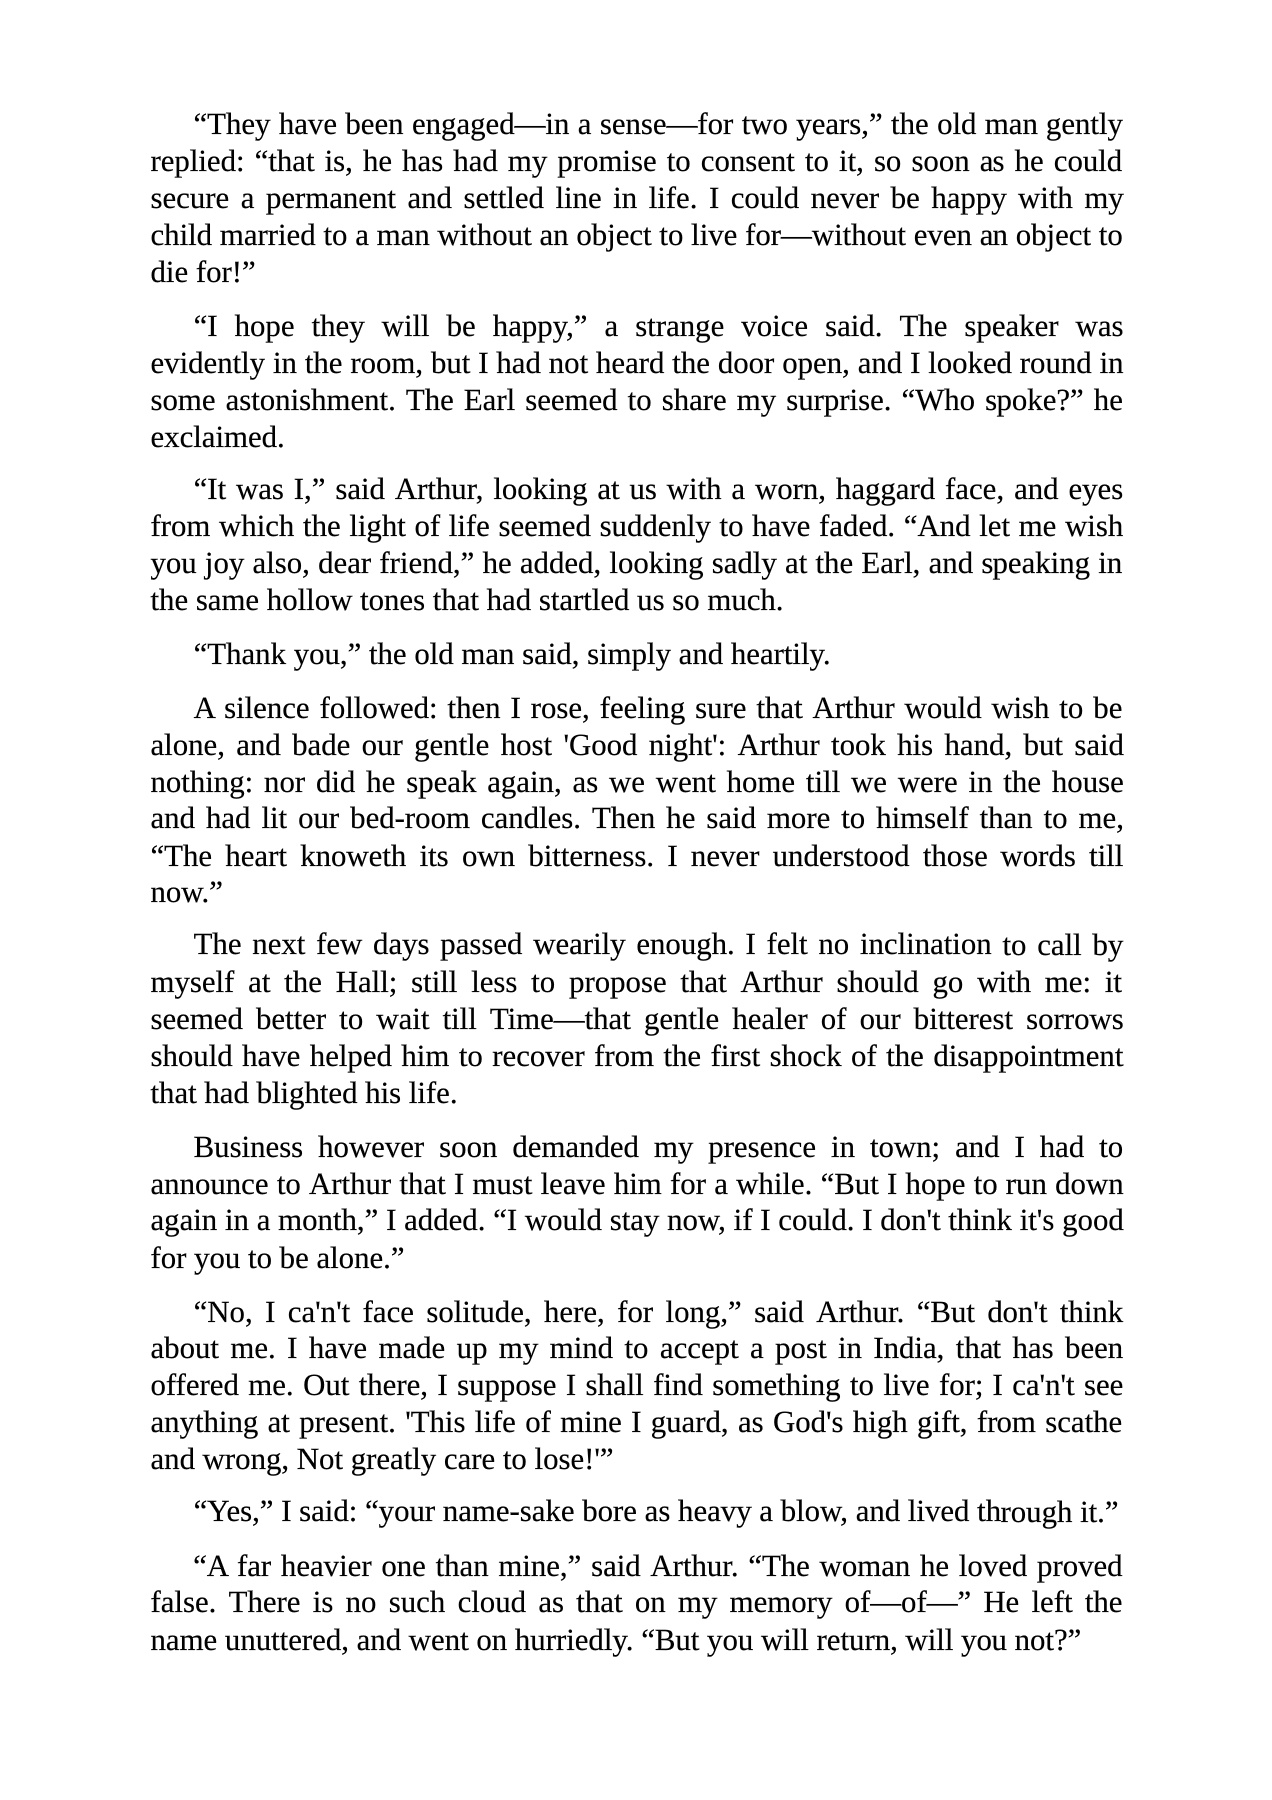 “They have been engaged—in a sense—for two years,” the old man gently
replied: “that is, he has had my promise to consent to it, so soon as he could
secure a permanent and settled line in life. I could never be happy with my
child married to a man without an object to live for—without even an object to
die for!”
“I hope they will be happy,” a strange voice said. The speaker was
evidently in the room, but I had not heard the door open, and I looked round in
some astonishment. The Earl seemed to share my surprise. “Who spoke?” he
exclaimed.
“It was I,” said Arthur, looking at us with a worn, haggard face, and eyes
from which the light of life seemed suddenly to have faded. “And let me wish
you joy also, dear friend,” he added, looking sadly at the Earl, and speaking in
the same hollow tones that had startled us so much.
“Thank you,” the old man said, simply and heartily.
A silence followed: then I rose, feeling sure that Arthur would wish to be
alone, and bade our gentle host 'Good night': Arthur took his hand, but said
nothing: nor did he speak again, as we went home till we were in the house
and had lit our bed-room candles. Then he said more to himself than to me,
“The heart knoweth its own bitterness. I never understood those words till
now.”
The next few days passed wearily enough. I felt no inclination to call by
myself at the Hall; still less to propose that Arthur should go with me: it
seemed better to wait till Time—that gentle healer of our bitterest sorrows
should have helped him to recover from the first shock of the disappointment
that had blighted his life.
Business however soon demanded my presence in town; and I had to
announce to Arthur that I must leave him for a while. “But I hope to run down
again in a month,” I added. “I would stay now, if I could. I don't think it's good
for you to be alone.”
“No, I ca'n't face solitude, here, for long,” said Arthur. “But don't think
about me. I have made up my mind to accept a post in India, that has been
offered me. Out there, I suppose I shall find something to live for; I ca'n't see
anything at present. 'This life of mine I guard, as God's high gift, from scathe
and wrong, Not greatly care to lose!'”
“Yes,” I said: “your name-sake bore as heavy a blow, and lived through it.”
“A far heavier one than mine,” said Arthur. “The woman he loved proved
false. There is no such cloud as that on my memory of—of—” He left the
name unuttered, and went on hurriedly. “But you will return, will you not?”